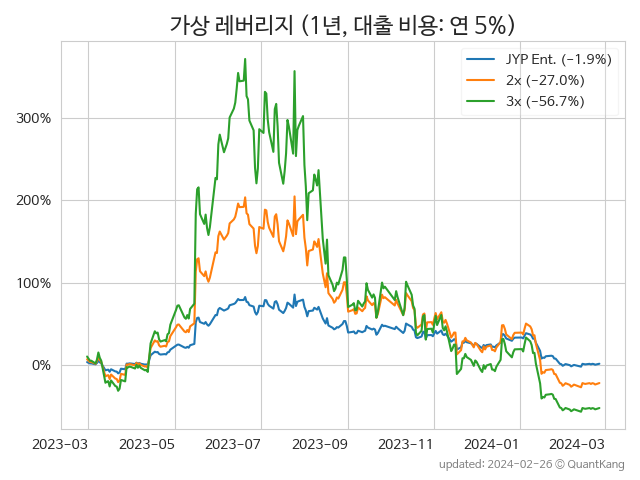 가상 레버리지 (1년, 대출 비용: 연 5%)
JYP Ent. (−1.9%)
2x (−27.0%)
3x (−56.7%)
300%
200%
100%
0%
2023−03 2023−05 2023−07 2023−09 2023−11 2024−01 2024−03
updated: 2024−02−26 © QuantKang